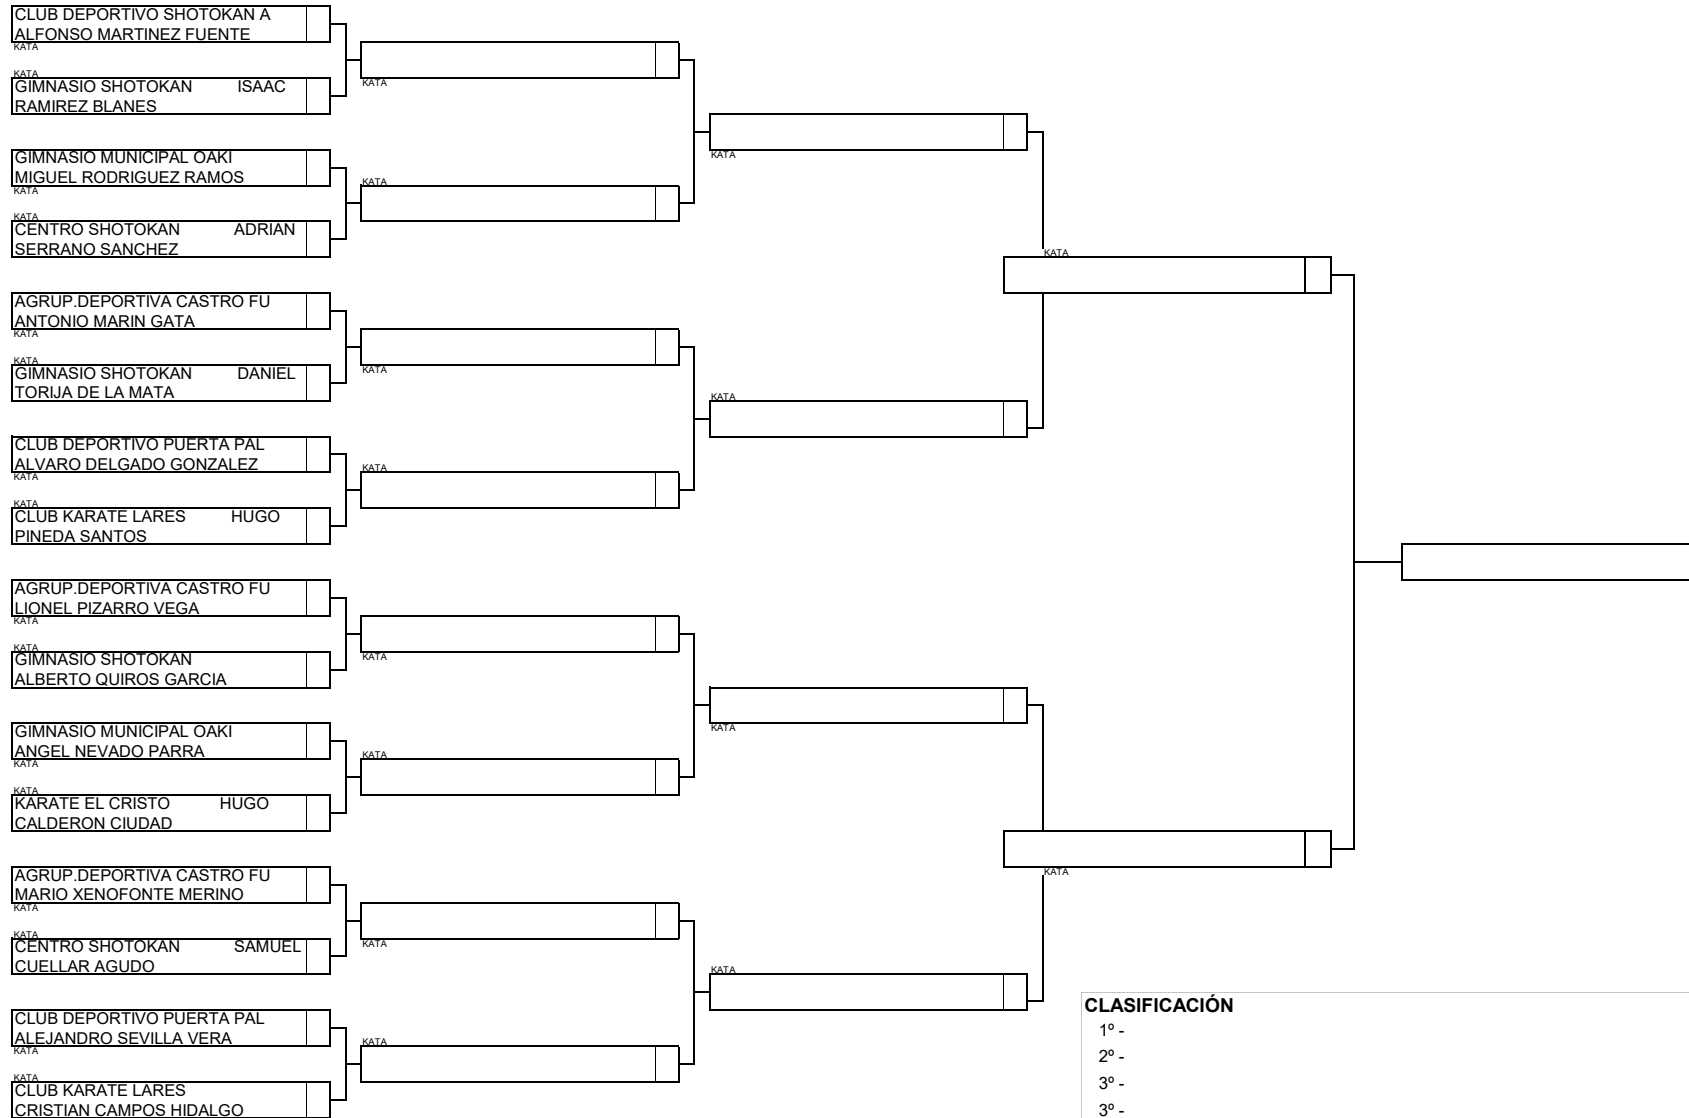 CLUB DEPORTIVO SHOTOKAN A
ALFONSO MARTINEZ FUENTE
KATA
KATA
GIMNASIO SHOTOKAN ISAAC
RAMIREZ BLANES
GIMNASIO MUNICIPAL OAKI
MIGUEL RODRIGUEZ RAMOS
KATA
KATA
CENTRO SHOTOKAN ADRIAN
SERRANO SANCHEZ
AGRUP.DEPORTIVA CASTRO FU
ANTONIO MARIN GATA
KATA
KATA
GIMNASIO SHOTOKAN DANIEL
TORIJA DE LA MATA
CLUB DEPORTIVO PUERTA PAL
ALVARO DELGADO GONZALEZ
KATA
KATA
CLUB KARATE LARES HUGO
PINEDA SANTOS
AGRUP.DEPORTIVA CASTRO FU
LIONEL PIZARRO VEGA
KATA
KATA
GIMNASIO SHOTOKAN
ALBERTO QUIROS GARCIA
GIMNASIO MUNICIPAL OAKI
ANGEL NEVADO PARRA
KATA
KATA
KARATE EL CRISTO HUGO
CALDERON CIUDAD
AGRUP.DEPORTIVA CASTRO FU
MARIO XENOFONTE MERINO
KATA
KATA
CENTRO SHOTOKAN SAMUEL
CUELLAR AGUDO
CLUB DEPORTIVO PUERTA PAL
ALEJANDRO SEVILLA VERA
KATA
KATA
CLUB KARATE LARES
CRISTIAN CAMPOS HIDALGO
KATA
KATA
KATA
KATA
KATA
KATA
KATA
KATA
KATA
KATA
KATA
KATA
KATA
KATA
CLASIFICACIÓN
1º -
2º -
3º -
3º -